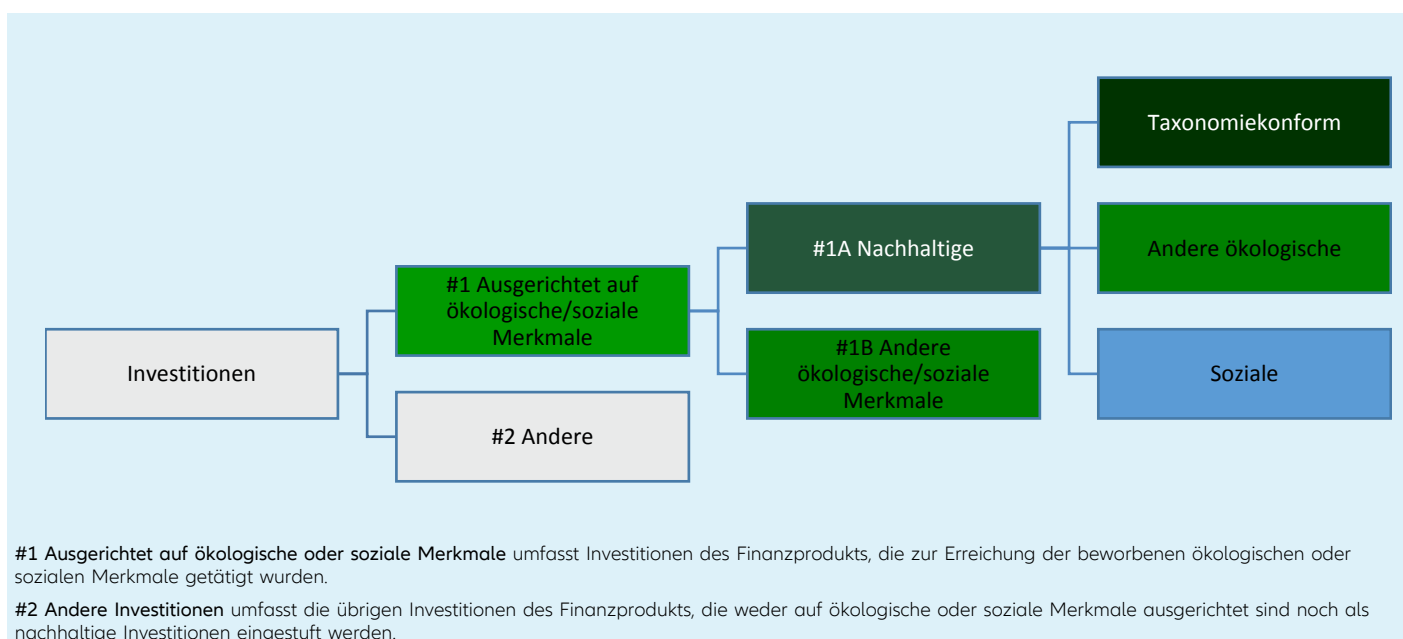 Taxonomiekonform
#1A Nachhaltige
Andere ökologische
#1 Ausgerichtet auf
ökologische/soziale
Merkmale
#1B Andere
ökologische/soziale
Merkmale
Investitionen
Soziale
#2 Andere
#1 Ausgerichtet auf ökologische oder soziale Merkmale umfasst Investitionen des Finanzprodukts, die zur Erreichung der beworbenen ökologischen oder
sozialen Merkmale getätigt wurden.
#2 Andere Investitionen umfasst die übrigen Investitionen des Finanzprodukts, die weder auf ökologische oder soziale Merkmale ausgerichtet sind noch als
nachhaltige Investitionen eingestuft werden.